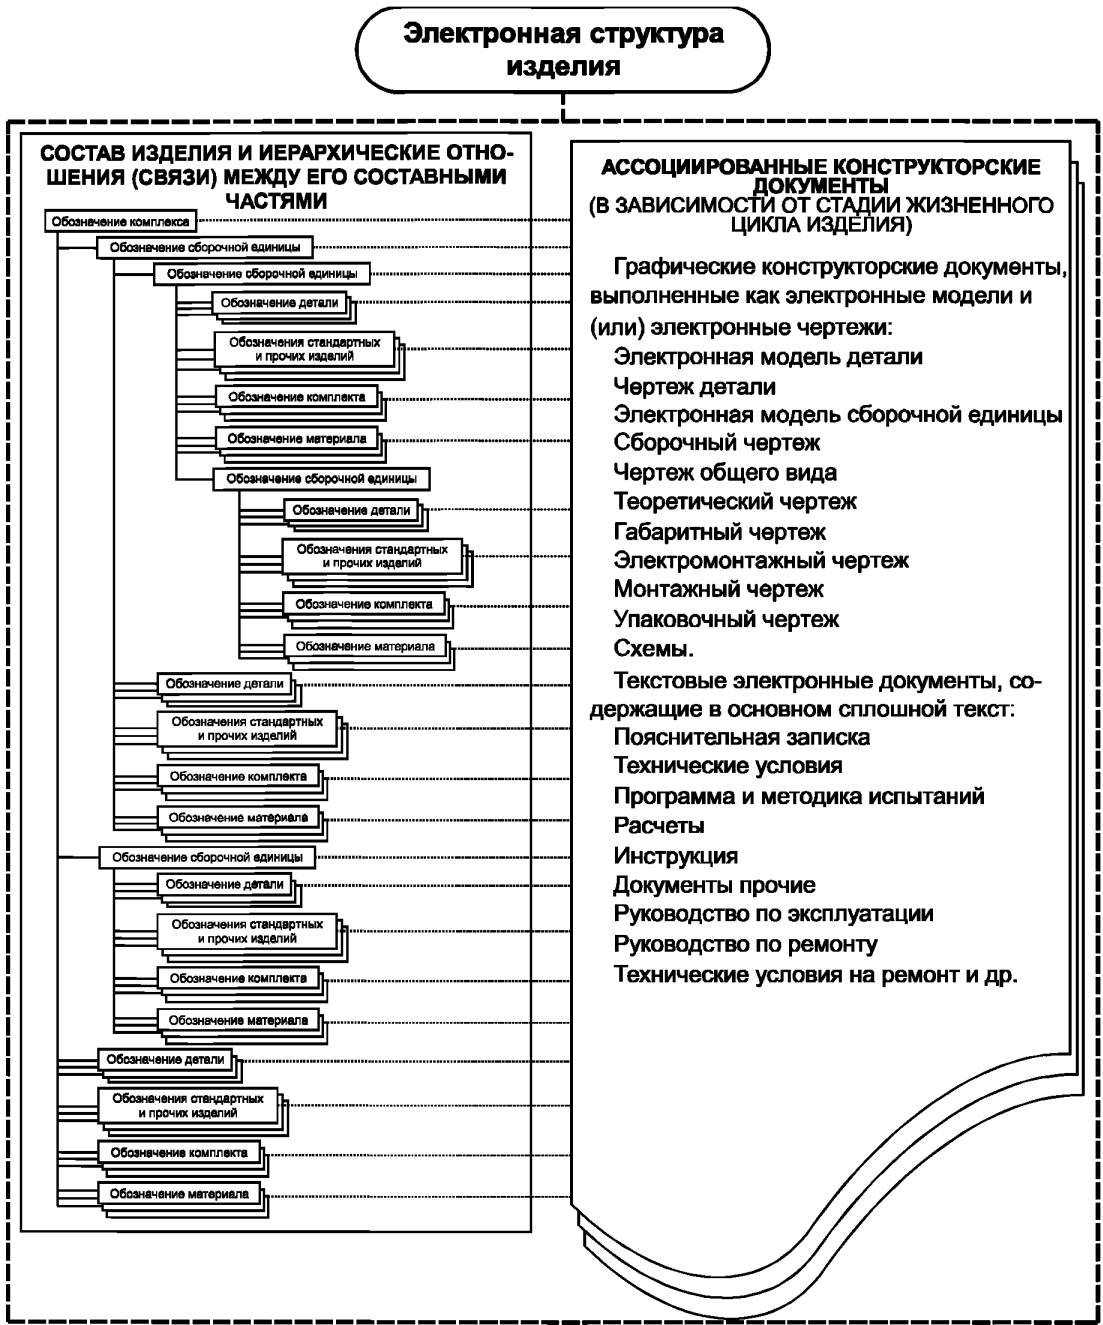 Электронная структура
изделия
СОСТАВ ИЗДЕЛИЯ И ИЕРАРХИЧЕСКИЕ ОТНО-
ШЕНИЯ (СВЯЗИ) МЕЖДУ ЕГО СОСТАВНЫМИ
ЧАСТЯМИ
Обозначение комплекса
Обозначение сборочной единицы
Обозначение сборочной единицы
Обозначение детали
Обозначения стандартных
и прочих изделий
Обозначение комплекта
Обозначение материала
Обозначение сборочной единицы
Обозначение детали
Обозначения стандартных
и прочих изделий
Обозначение комплекта
Обозначение материала
Обозначение детали
Обозначения стандартных
и прочих изделий
Обозначение комплекта
Обозначение материала
Обозначение сборочной единицы
Обозначение детали
Обозначения стандартных
и прочих изделий
Обозначение комплекта
Обозначение материала
Обозначение детали
Обозначения стандартных
и прочих изделий
Обозначение комплекта
Обозначение материала
АССОЦИИРОВАННЫЕ КОНСТРУКТОРСКИЕ
ДОКУМЕНТЫ
(В ЗАВИСИМОСТИ ОТ СТАДИИ ЖИЗНЕННОГО
ЦИКЛА ИЗДЕЛИЯ)
Графические конструкторские документы,
выполненные как электронные модели и
(или) электронные чертежи:
Электронная модель детали
Чертеж детали
Электронная модель сборочной единицы
Сборочный чертеж
Чертеж общего вида
Теоретический чертеж
Габаритный чертеж
Электромонтажный чертеж
Монтажный чертеж
Упаковочный чертеж
Схемы.
Текстовые электронные документы, со-
держащие в основном сплошной текст:
Пояснительная записка
Технические условия
Программа и методика испытаний
Расчеты
Инструкция
Документы прочие
Руководство по эксплуатации
Руководство по ремонту
Технические условия на ремонт и др.